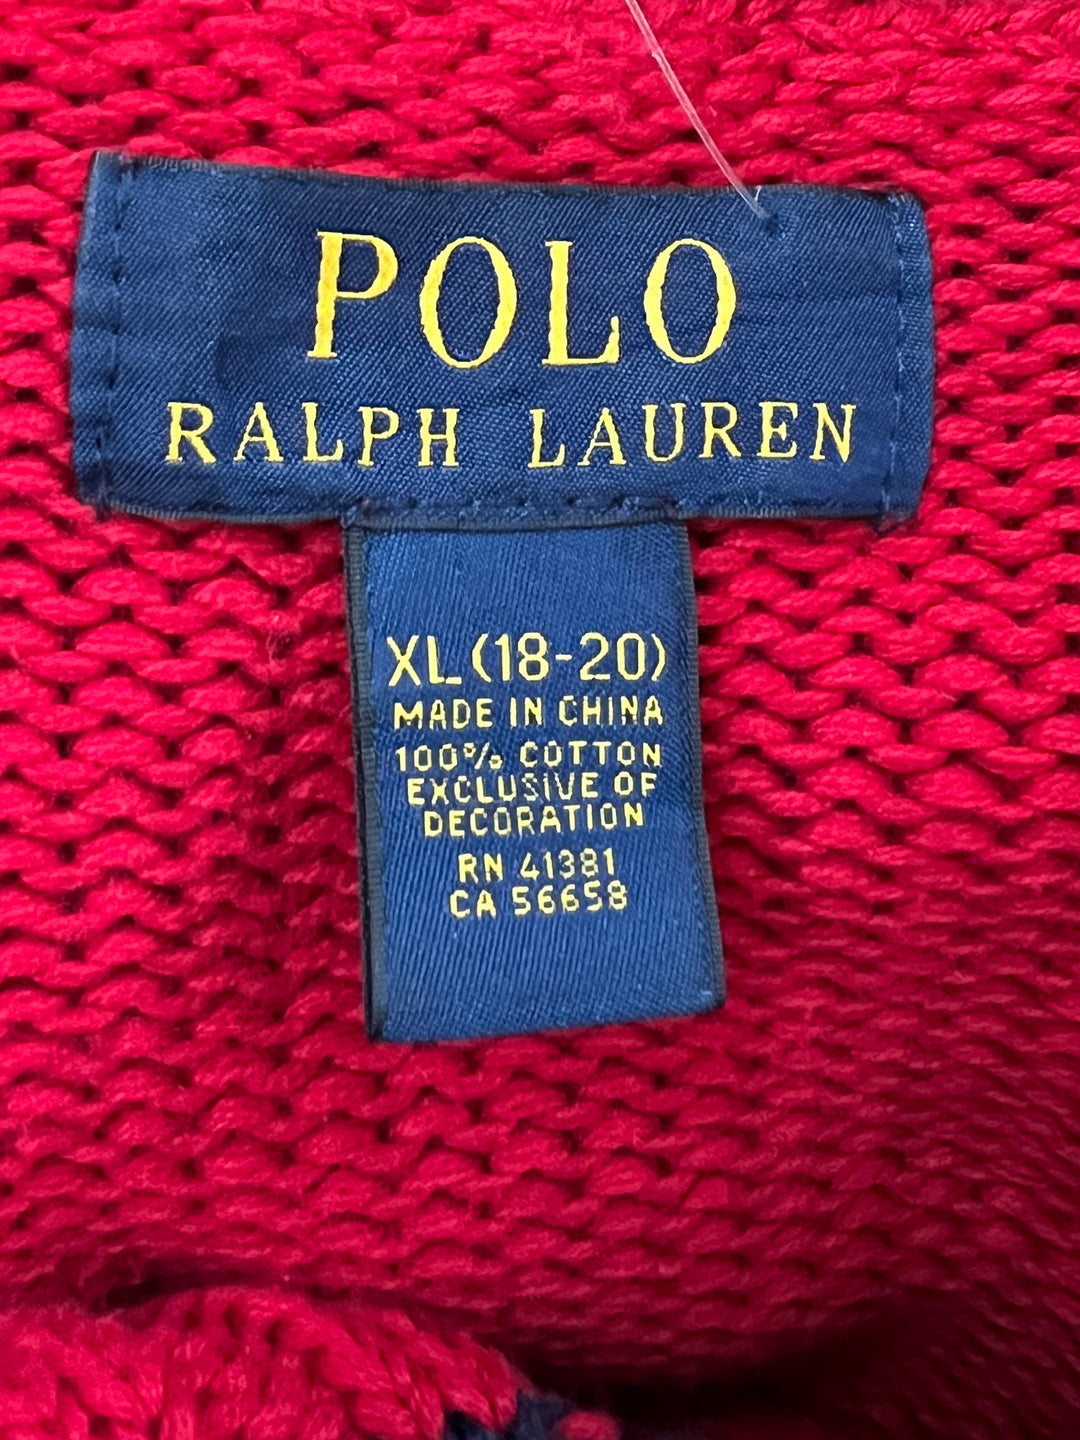 POLO
RALPH LAUREN
XL (18-20)
MADE IN CHINA
100% COTTON
EXCLUSIVE OF
DECORATION
RN 41381
CA 56658